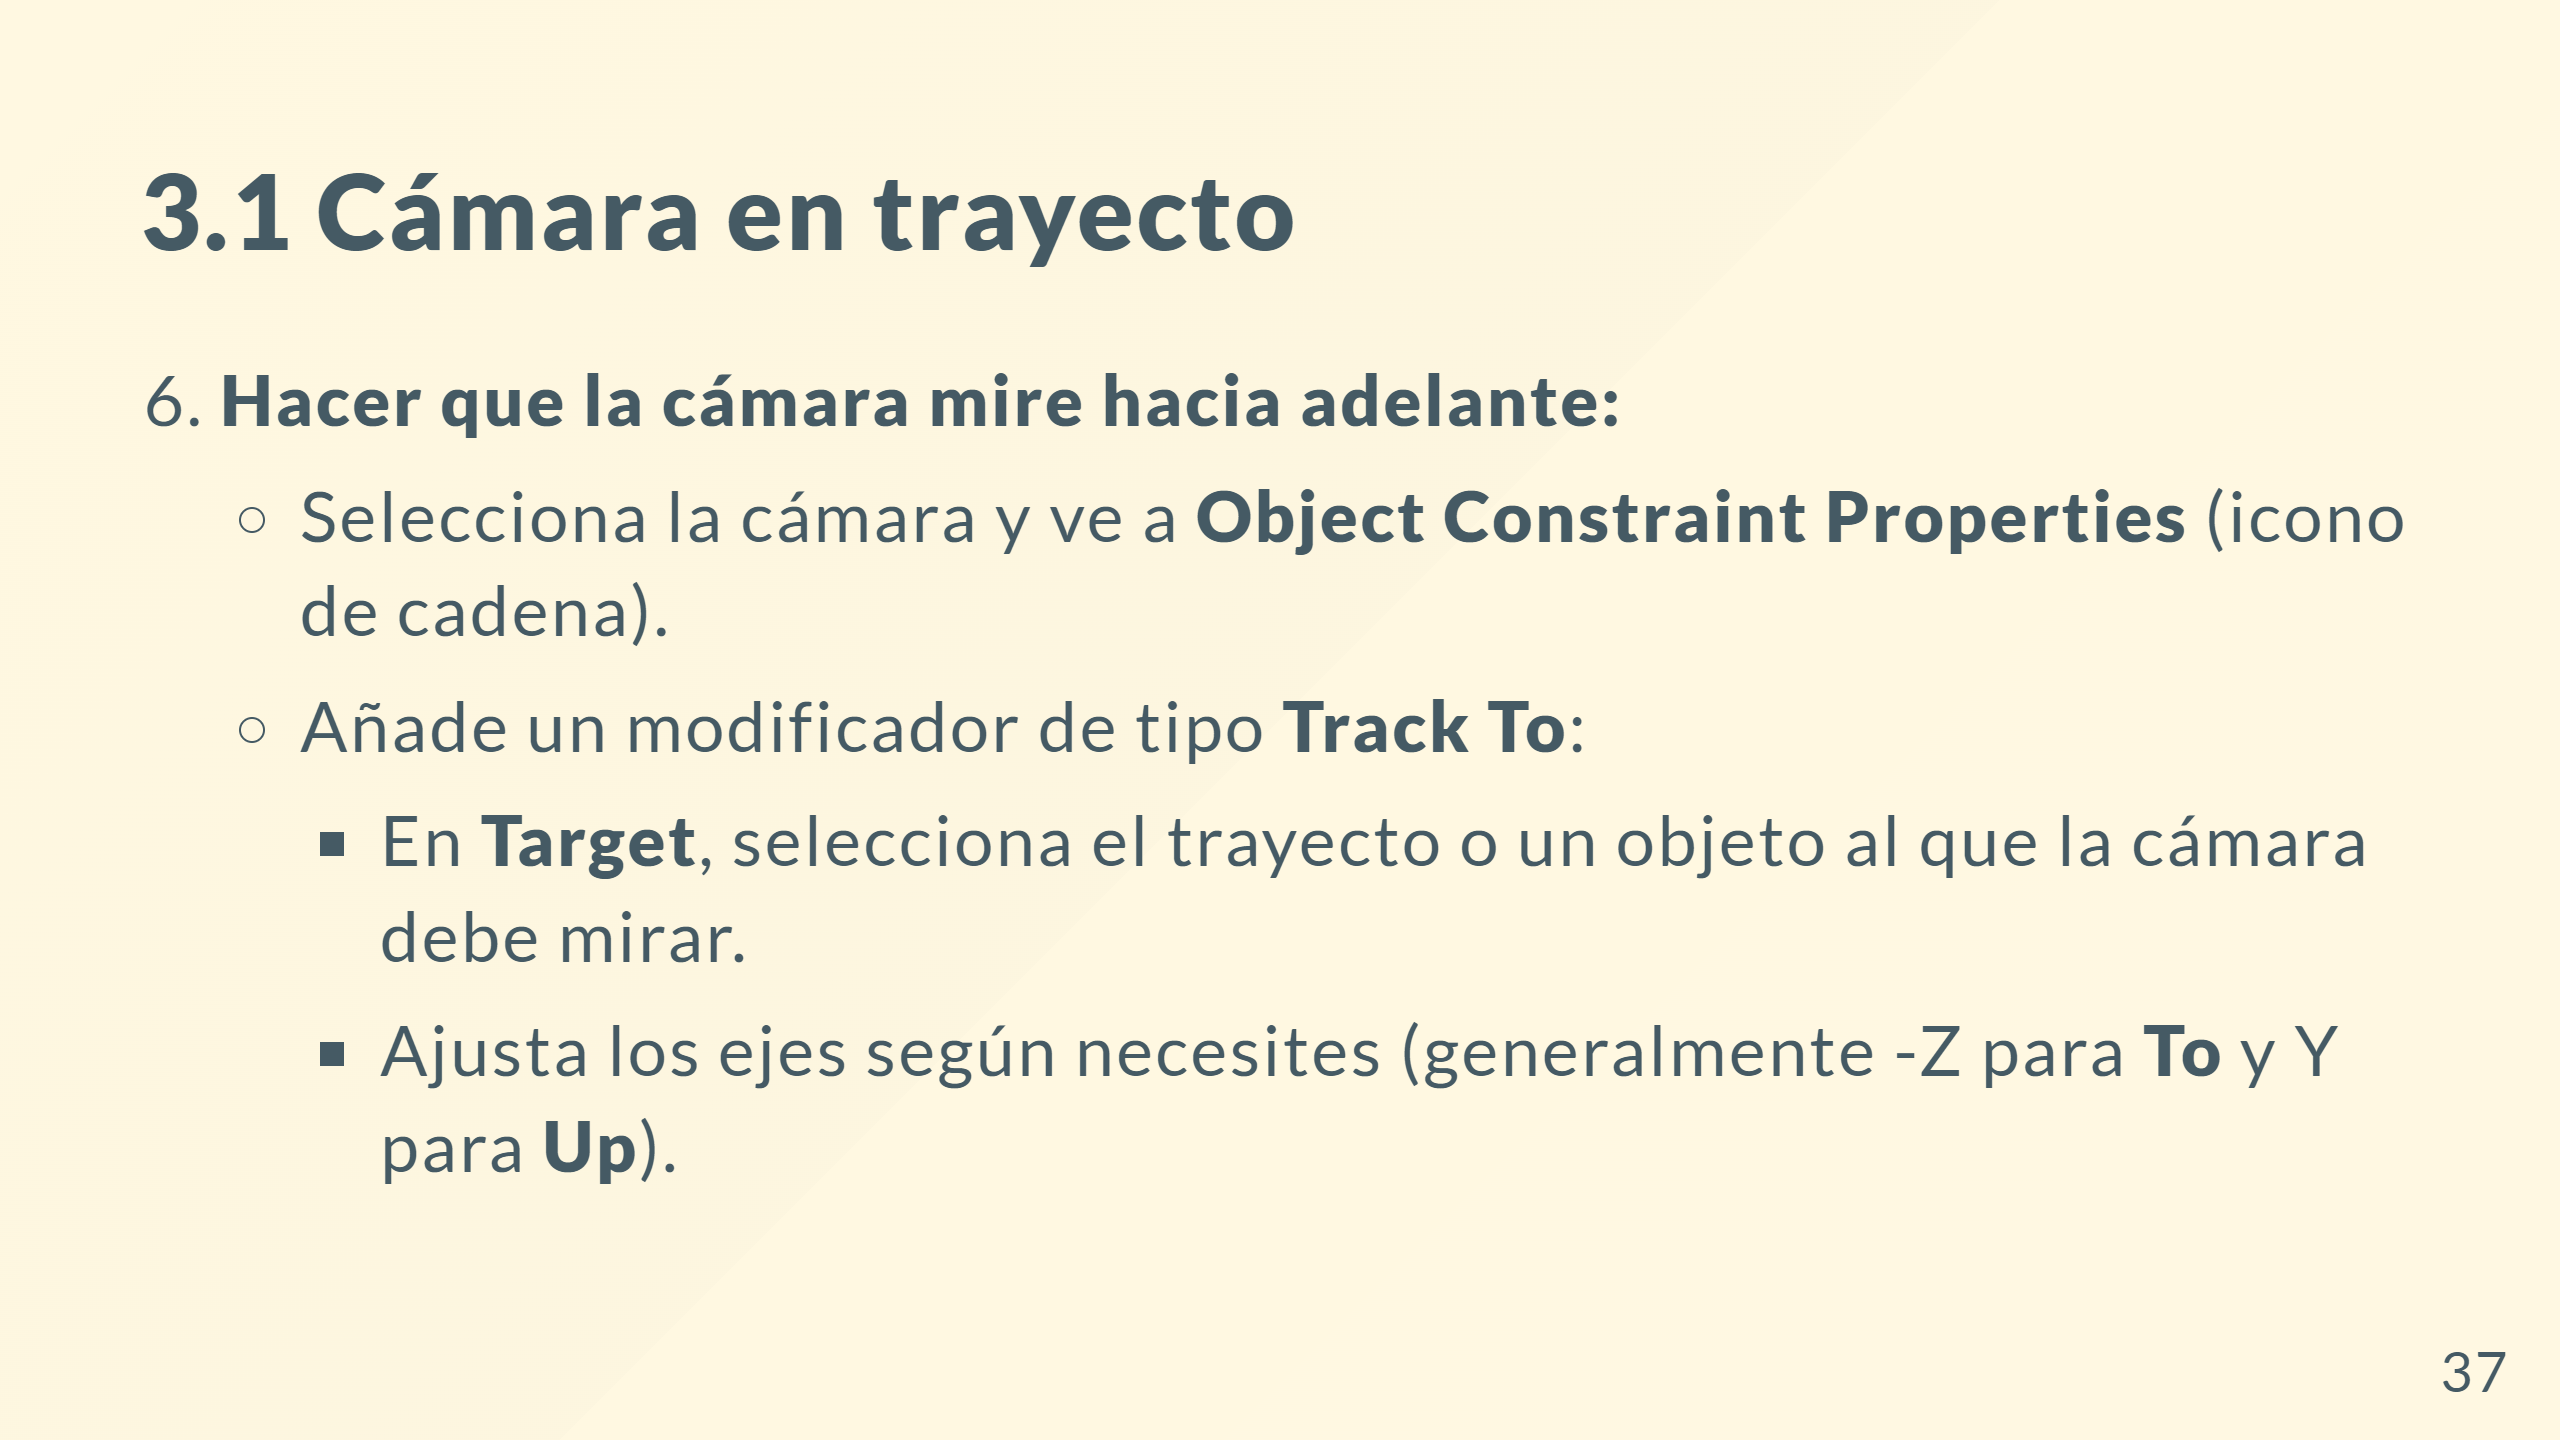 3.1 Cámara en trayecto
6. Hacer que la cámara mire hacia adelante:
○ Selecciona la cámara y ve a Object Constraint Properties (icono
de cadena).
○ Añade un modificador de tipo Track To:
■ En Target, selecciona el trayecto o un objeto al que la cámara
debe mirar.
■ Ajusta los ejes según necesites (generalmente -Z para To y Y
para Up).
37